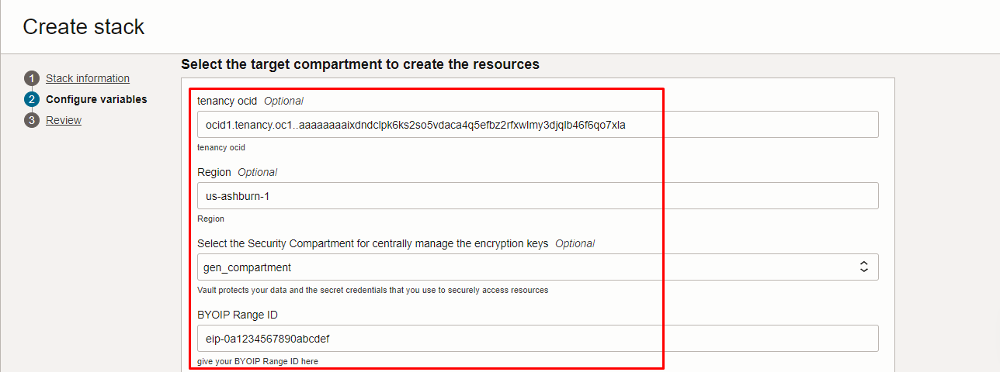 Create stack
Select the target compartment to create the resources
1 Stack information
2 Configure variables
3 Review
tenancy ocid Optional
ocid1.tenancy.oc1..aaaaaaaaixdndclpk6ks2so5vdaca4q5efbz2rfxwlmy3djqlb46f6qo7xla
tenancy ocid
Region Optional
us-ashburn-1
Region
Select the Security Compartment for centrally manage the encryption keys Optional
gen_compartment
Vault protects your data and the secret credentials that you use to securely access resources
BYOIP Range ID
eip-0a1234567890abcdef
give your BYOIP Range ID here